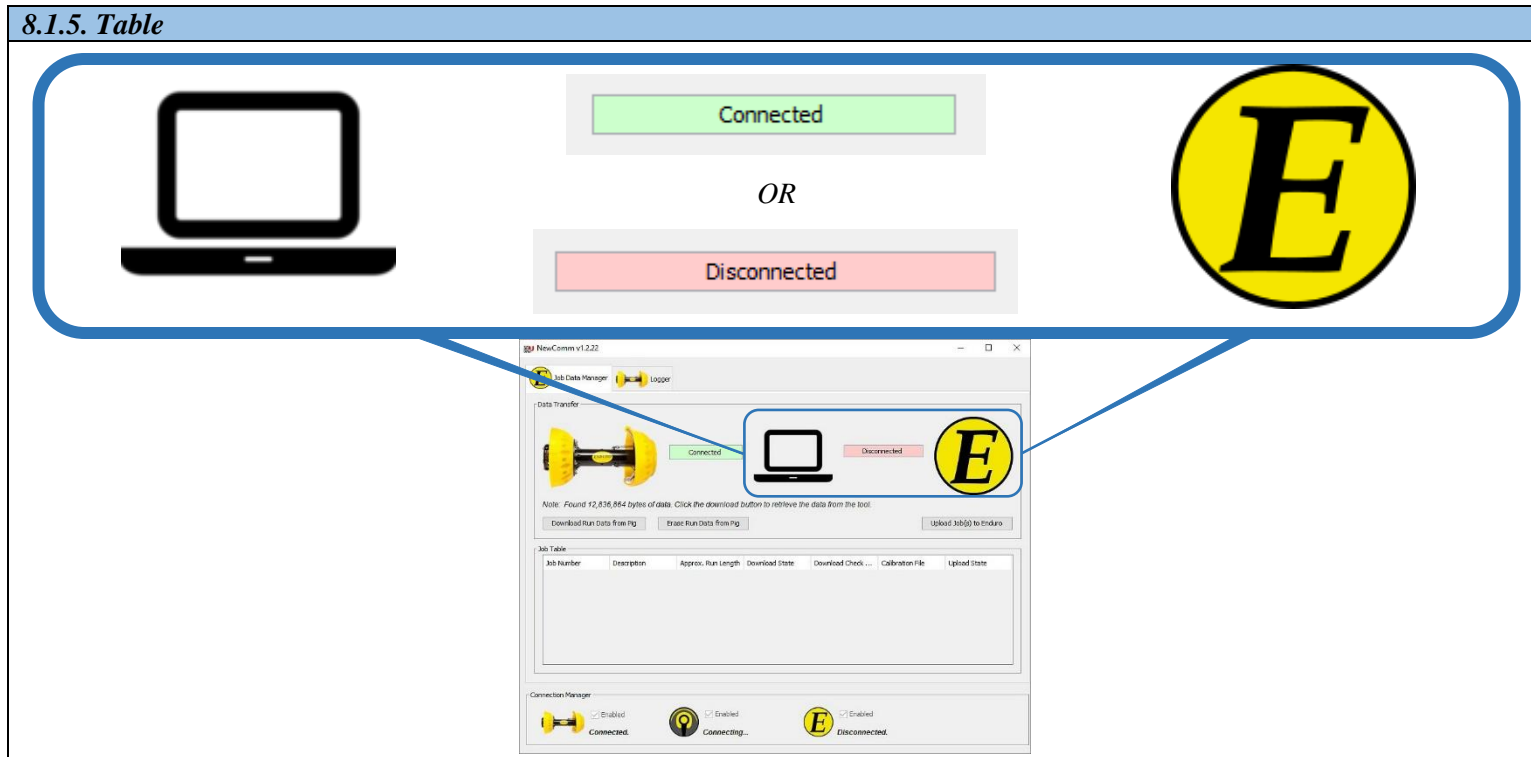 8.1.5. Table
Connected
OR
Disconnected
E
NewComm v1.2.22
E Job Data Manager Logger
Data Transfer
Connected Disconnected E
Note: Found 12,836,864 bytes of data. Click the download button to retrieve the data from the tool.
Download Run Data from Pig Erase Run Data from Pig Upload Job(s) to Enduro
Job Table
Job Number Description Approx. Run Length Download State Download Check ... Calibration File Upload State
Connection Manager
Enabled Enabled E Enabled
Connected. Connecting... Disconnected.